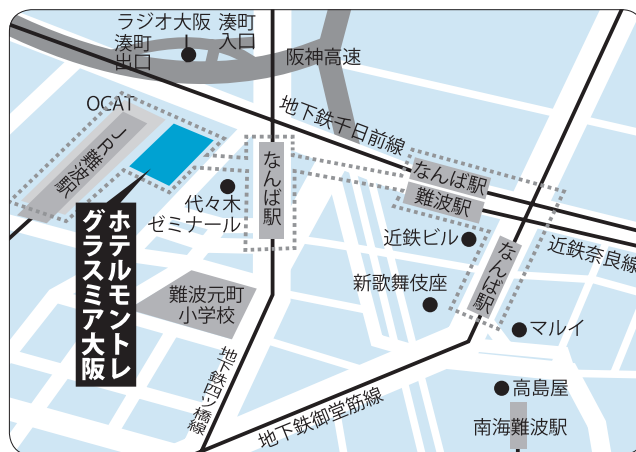 ラジオ大阪
湊町
入口
湊町
出口
阪神高速
OCAT
地下鉄千日前線
JR難波駅
なんば駅
なんば駅
難波駅
代々木
ゼミナール
近鉄ビル
なんば駅
近鉄奈良線
ホテルモントレ
グラスミア大阪
難波元町
小学校
新歌舞伎座
マルイ
地下鉄四ツ橋線
地下鉄御堂筋線
高島屋
南海難波駅